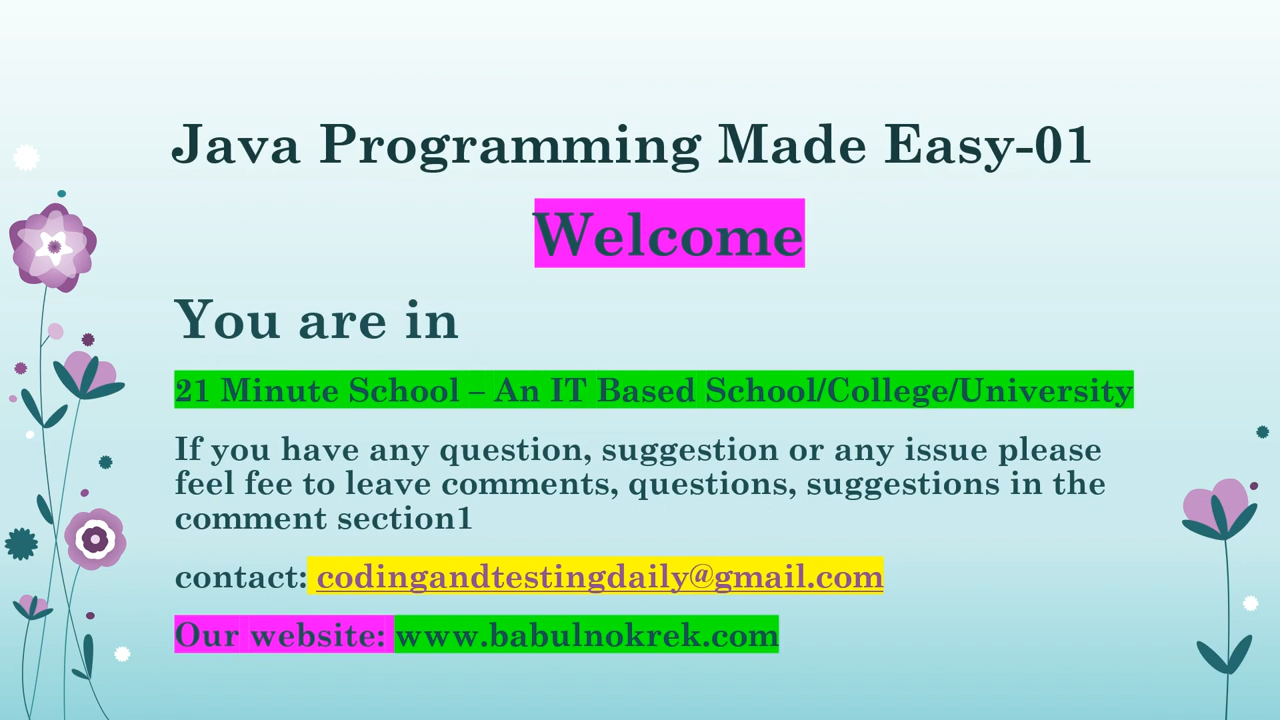 Java Programming Made Easy-01
Welcome
You are in
21 Minute School – An IT Based School/College/University
If you have any question, suggestion or any issue please
feel fee to leave comments, questions, suggestions in the
comment section1
contact: codingandtestingdaily@gmail.com
Our website: www.babulnokrek.com